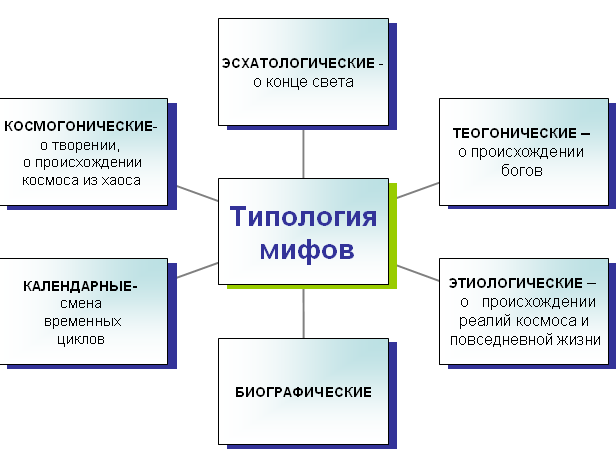 ЭСХАТОЛОГИЧЕСКИЕ -
о конце света
КОСМОГОНИЧЕСКИЕ-
о творении,
о происхождении
космоса из хаоса
ТЕОГОНИЧЕСКИЕ –
о происхождении
богов
Типология
мифов
КАЛЕНДАРНЫЕ-
смена
временных
циклов
ЭТИОЛОГИЧЕСКИЕ –
о происхождении
реалий космоса и
повседневной жизни
БИОГРАФИЧЕСКИЕ